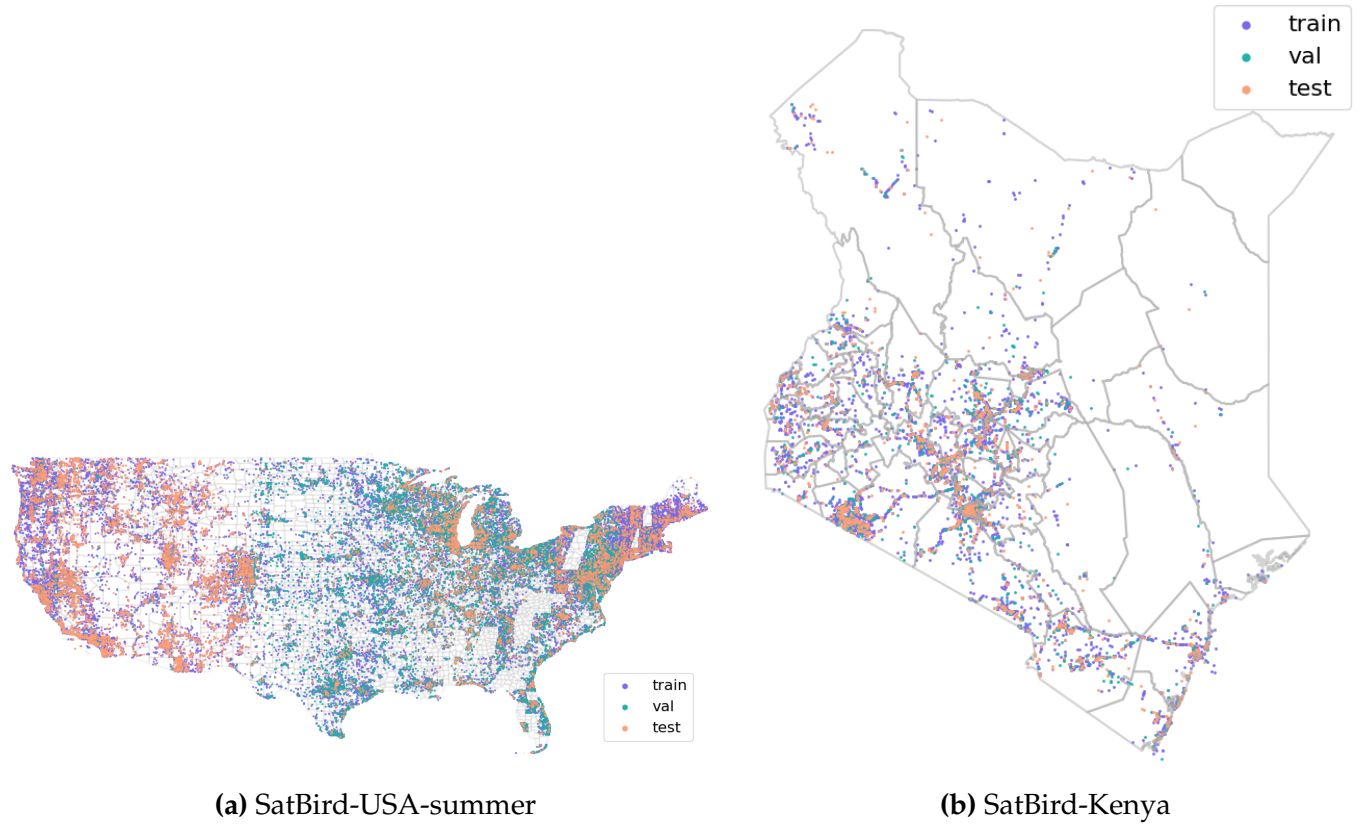 train
val
test
train
val
test
(a) SatBird-USA-summer
(b) SatBird-Kenya